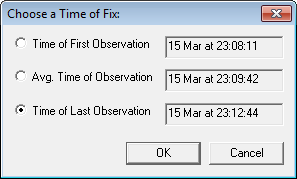 Choose a Time of Fix:
Time of First Observation 15 Mar at 23:08:11
Avg. Time of Observation 15 Mar at 23:09:42
Time of Last Observation 15 Mar at 23:12:44
OK Cancel